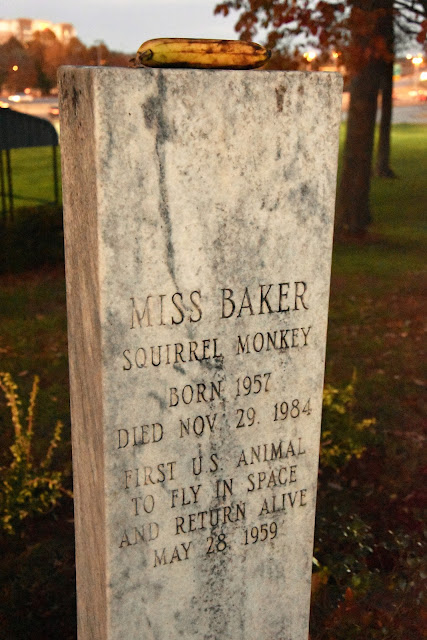 MISS BAKER
SQUIRREL MONKEY
BORN 1957
DIED NOV. 29. 1984
FIRST U.S. ANIMAL
TO FLY IN SPACE
AND RETURN ALIVE
MAY 28. 1959